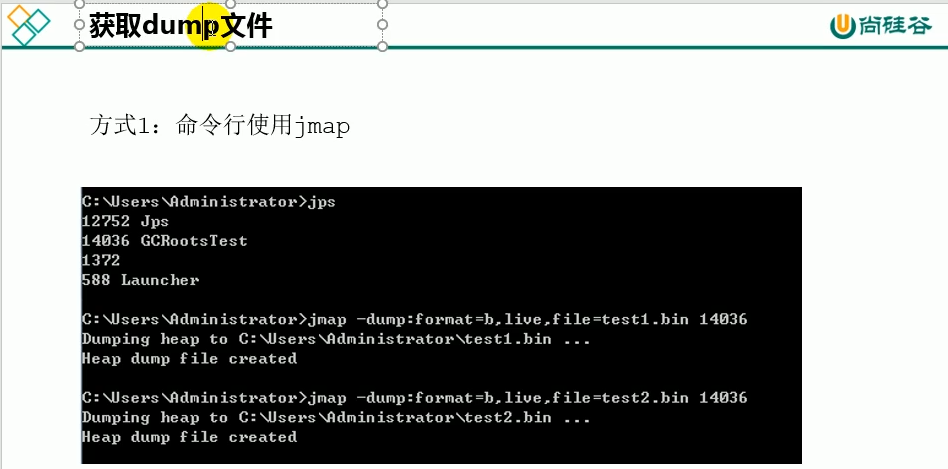 获取dump文件
尚硅谷
方式1：命令行使用jmap
C:\Users\Administrator>jps
12752 Jps
14036 GCRootsTest
1372
588 Launcher
C:\Users\Administrator>jmap -dump:format=b,live,file=test1.bin 14036
Dumping heap to C:\Users\Administrator\test1.bin ...
Heap dump file created
C:\Users\Administrator>jmap -dump:format=b,live,file=test2.bin 14036
Dumping heap to C:\Users\Administrator\test2.bin ...
Heap dump file created